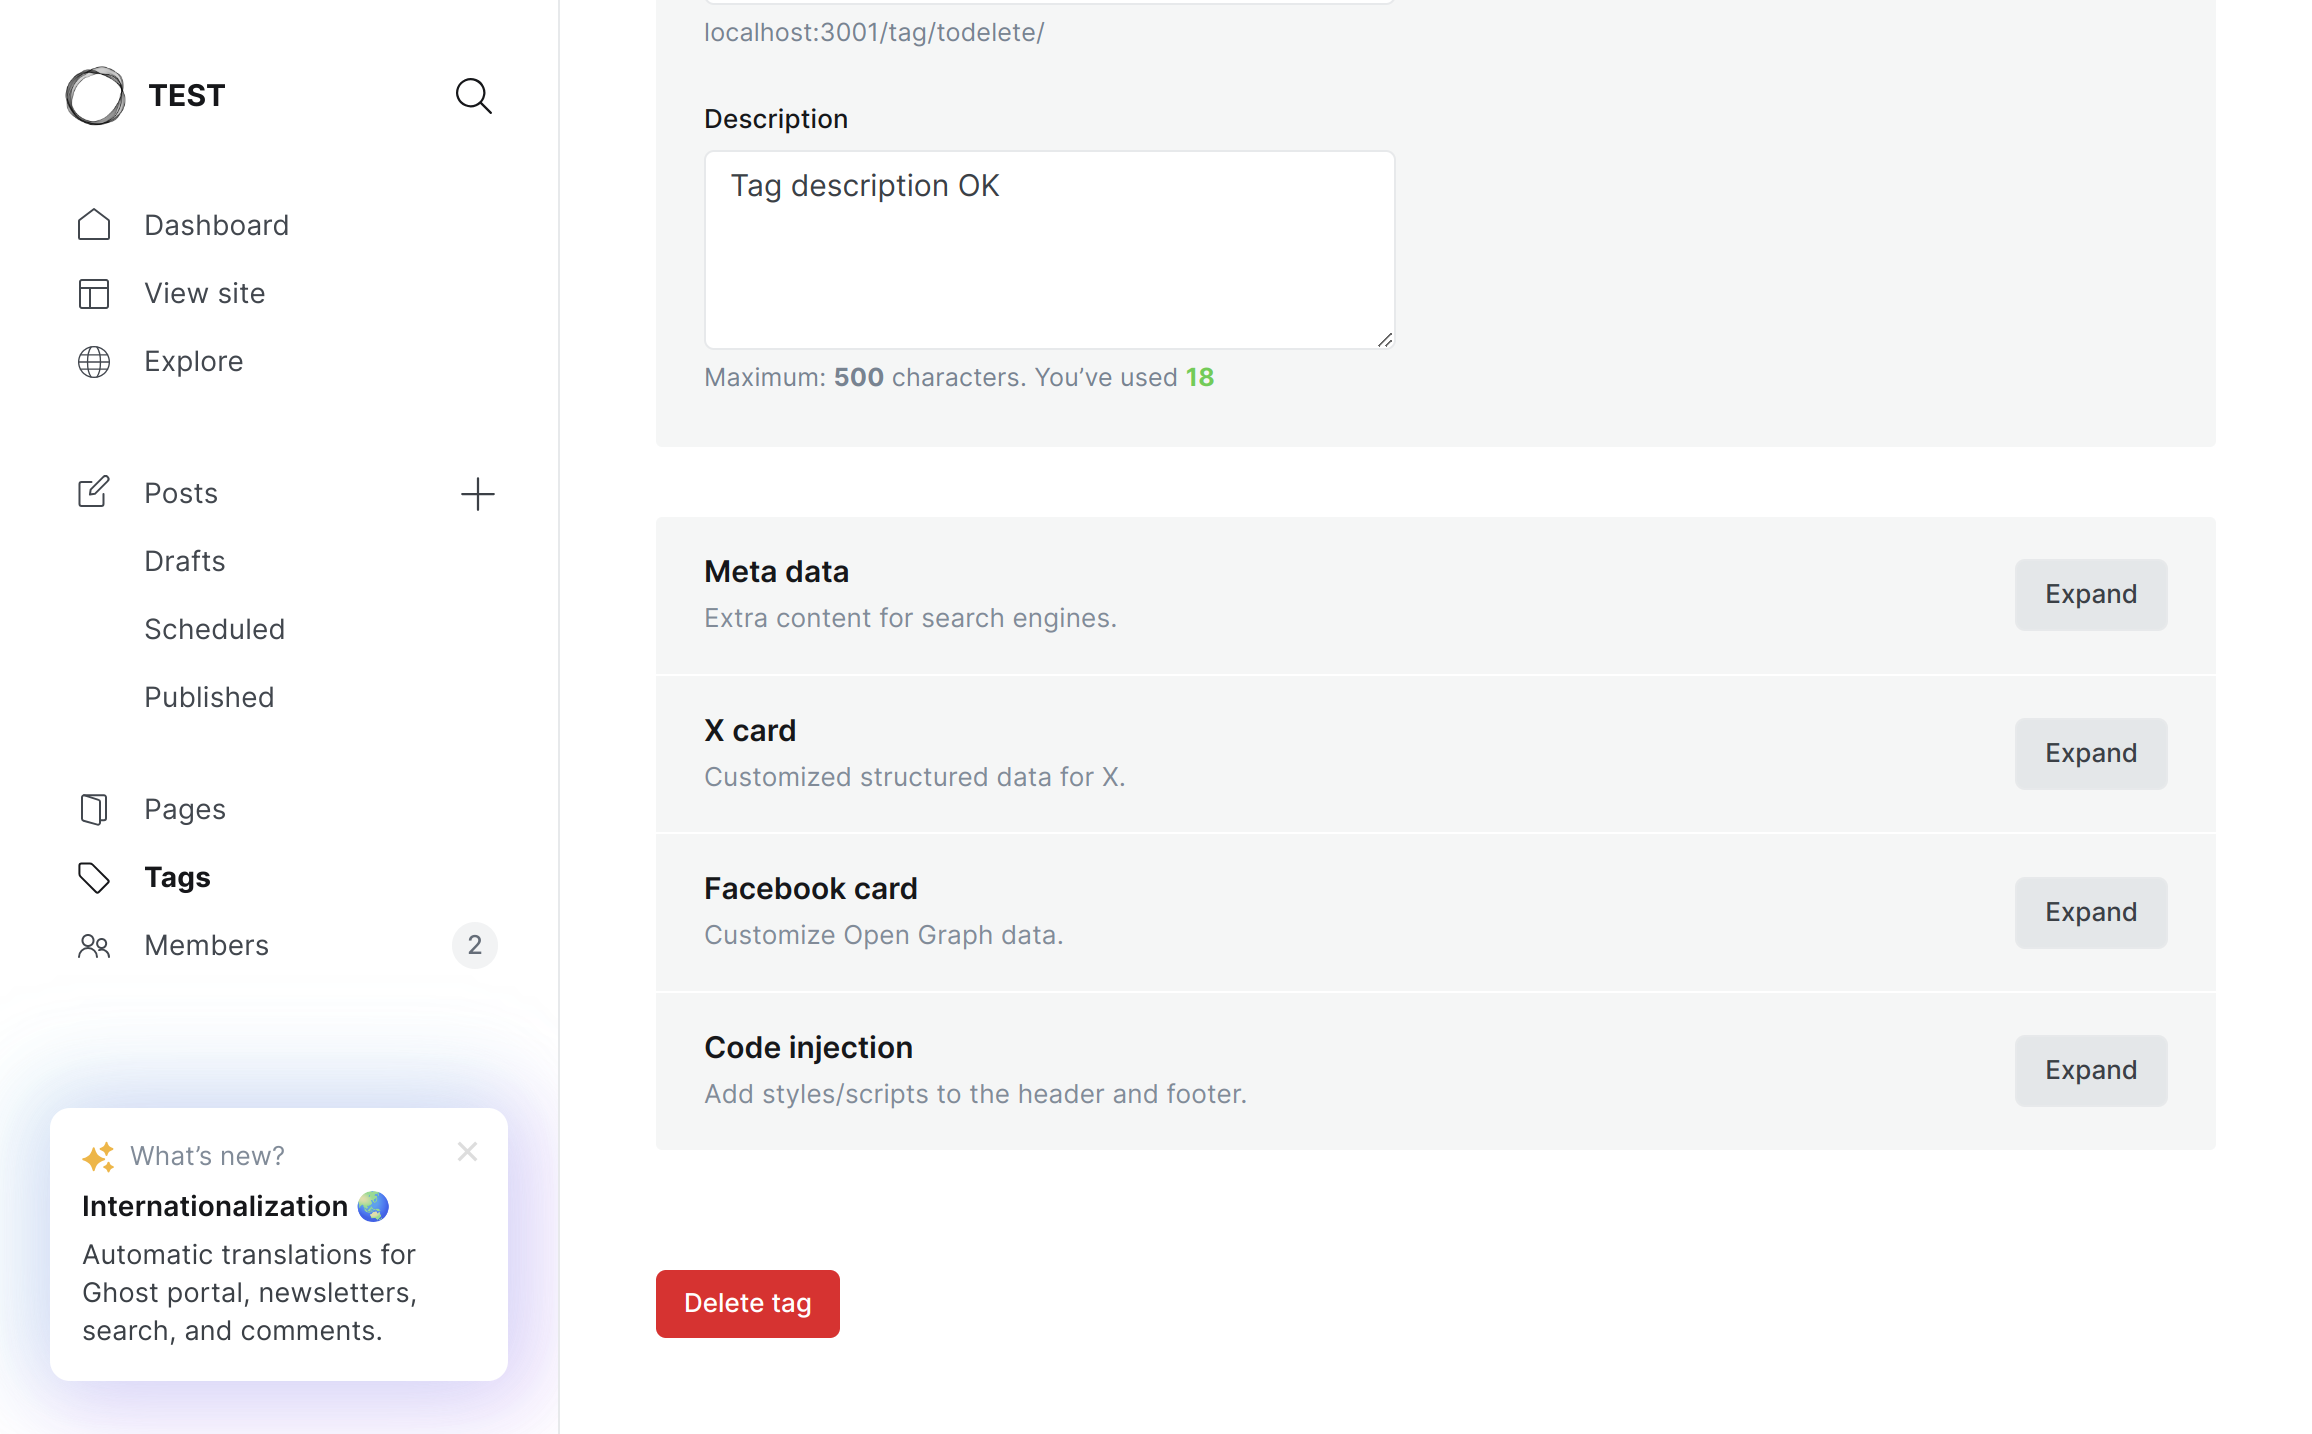 TEST
Dashboard
View site
Explore
Posts
Drafts
Scheduled
Published
Pages
Tags
Members
2
What’s new?
Internationalization 🌏
Automatic translations for
Ghost portal, newsletters,
search, and comments.
localhost:3001/tag/todelete/
Description
Tag description OK
Maximum: 500 characters. You’ve used 18
Meta data
Extra content for search engines.
Expand
X card
Customized structured data for X.
Expand
Facebook card
Customize Open Graph data.
Expand
Code injection
Add styles/scripts to the header and footer.
Expand
Delete tag